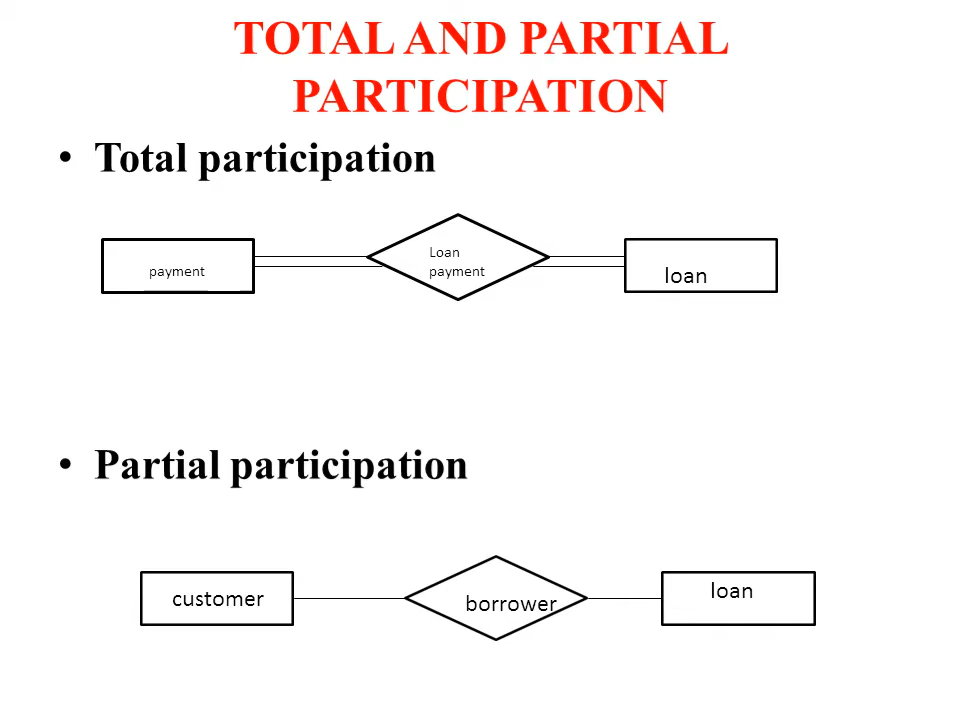 TOTAL AND PARTIAL
PARTICIPATION
• Total participation
payment
Loan
payment
loan
• Partial participation
customer
borrower
loan